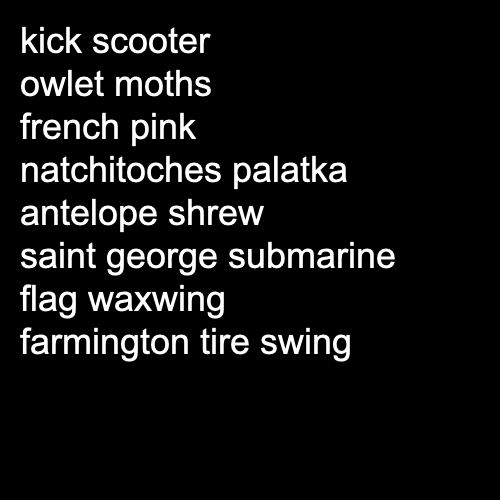 kick scooter
owlet moths
french pink
natchitoches palatka
antelope shrew
saint george submarine
flag waxwing
farmington tire swing